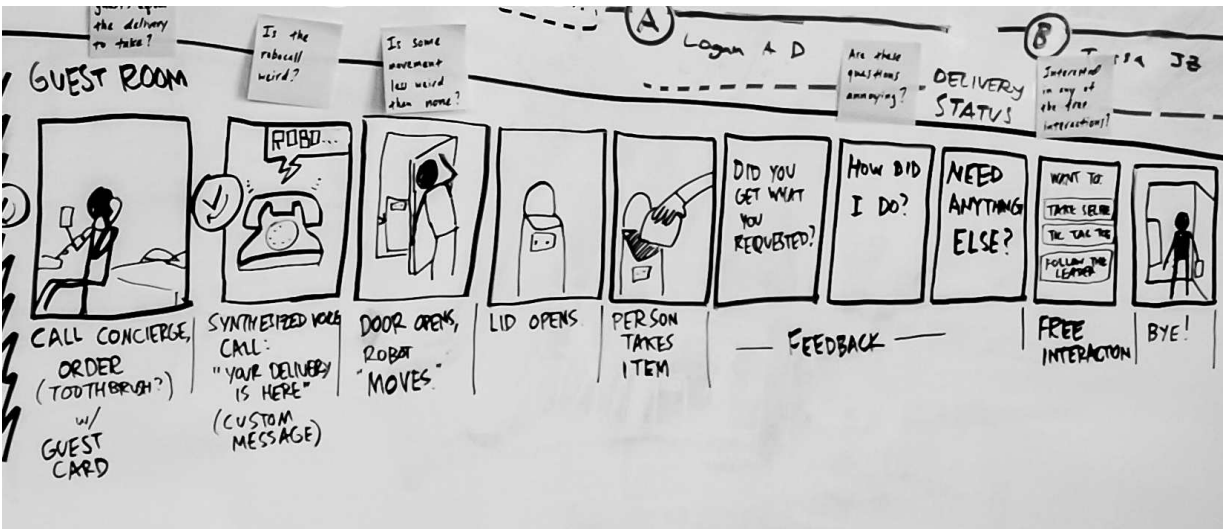 the delivery
to take?
Is the
robocall
weird?
Is some
movement
less weird
than none?
A
Logan A D
Are these
questions
annoying?
B
JB
Interested
in any of
the free
interactions?
GUEST ROOM
DELIVERY
STATUS
ROBO...
DID YOU
GET WHAT
YOU
REQUESTED?
HOW DID
I DO?
NEED
ANYTHING
ELSE?
WANT TO:
TAKE SELFIE
TIC TAC TOE
FOLLOW THE
LEADER
CALL CONCIERGE,
ORDER
(TOOTHBRUSH?)
w/
GUEST
CARD
SYNTHESIZED VOICE
CALL:
"YOUR DELIVERY
IS HERE"
(CUSTOM
MESSAGE)
DOOR OPENS,
ROBOT
"MOVES."
LID OPENS
PERSON
TAKES
ITEM
FEEDBACK
FREE
INTERACTION
BYE!